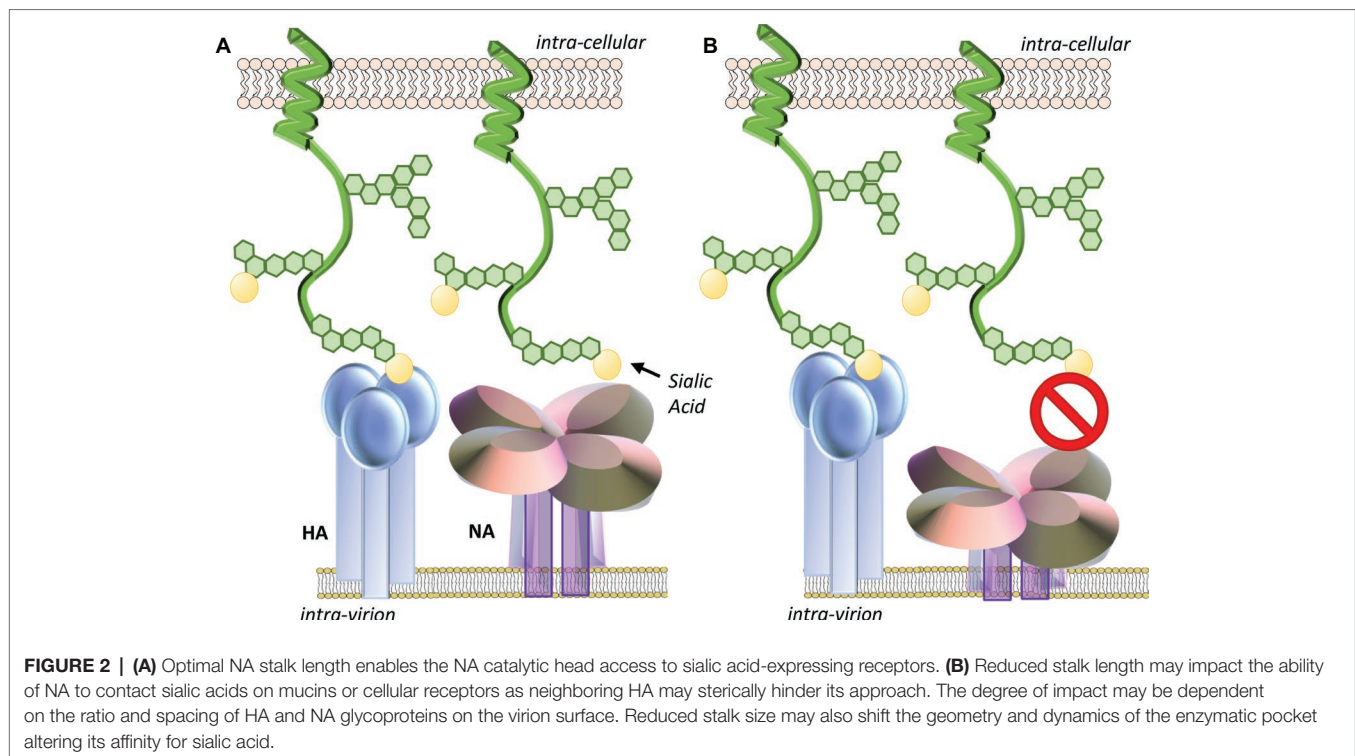 A
intra-cellular
B
intra-cellular
Sialic
Acid
HA
NA
HA
intra-virion
intra-virion
FIGURE 2 | (A) Optimal NA stalk length enables the NA catalytic head access to sialic acid-expressing receptors. (B) Reduced stalk length may impact the ability
of NA to contact sialic acids on mucins or cellular receptors as neighboring HA may sterically hinder its approach. The degree of impact may be dependent
on the ratio and spacing of HA and NA glycoproteins on the virion surface. Reduced stalk size may also shift the geometry and dynamics of the enzymatic pocket
altering its affinity for sialic acid.